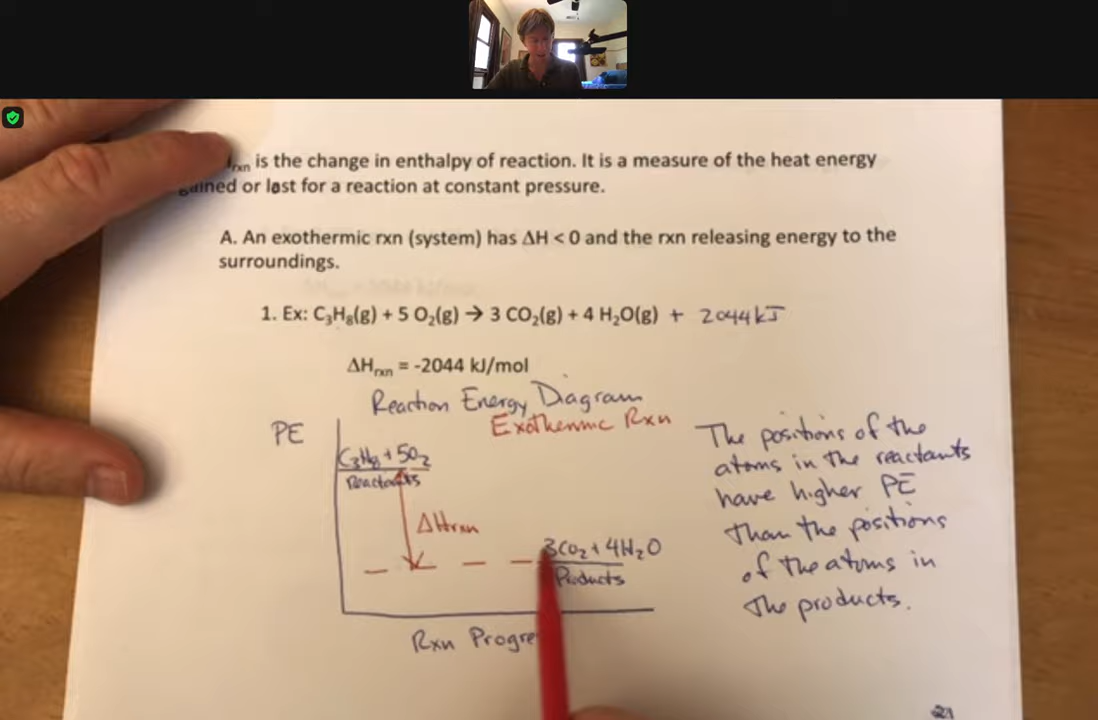 rxn is the change in enthalpy of reaction. It is a measure of the heat energy
gained or lost for a reaction at constant pressure.
A. An exothermic rxn (system) has ΔH < 0 and the rxn releasing energy to the
surroundings.
1. Ex: C₃H₈(g) + 5 O₂(g) → 3 CO₂(g) + 4 H₂O(g) + 2044 kJ
ΔHrxn = -2044 kJ/mol
Reaction Energy Diagram
Exothermic Rxn
PE
C₃H₈ + 5O₂
Reactants
ΔHrxn
3CO₂ + 4H₂O
Products
Rxn Progre
The positions of the
atoms in the reactants
have higher PE
than the positions
of the atoms in
the products.
21